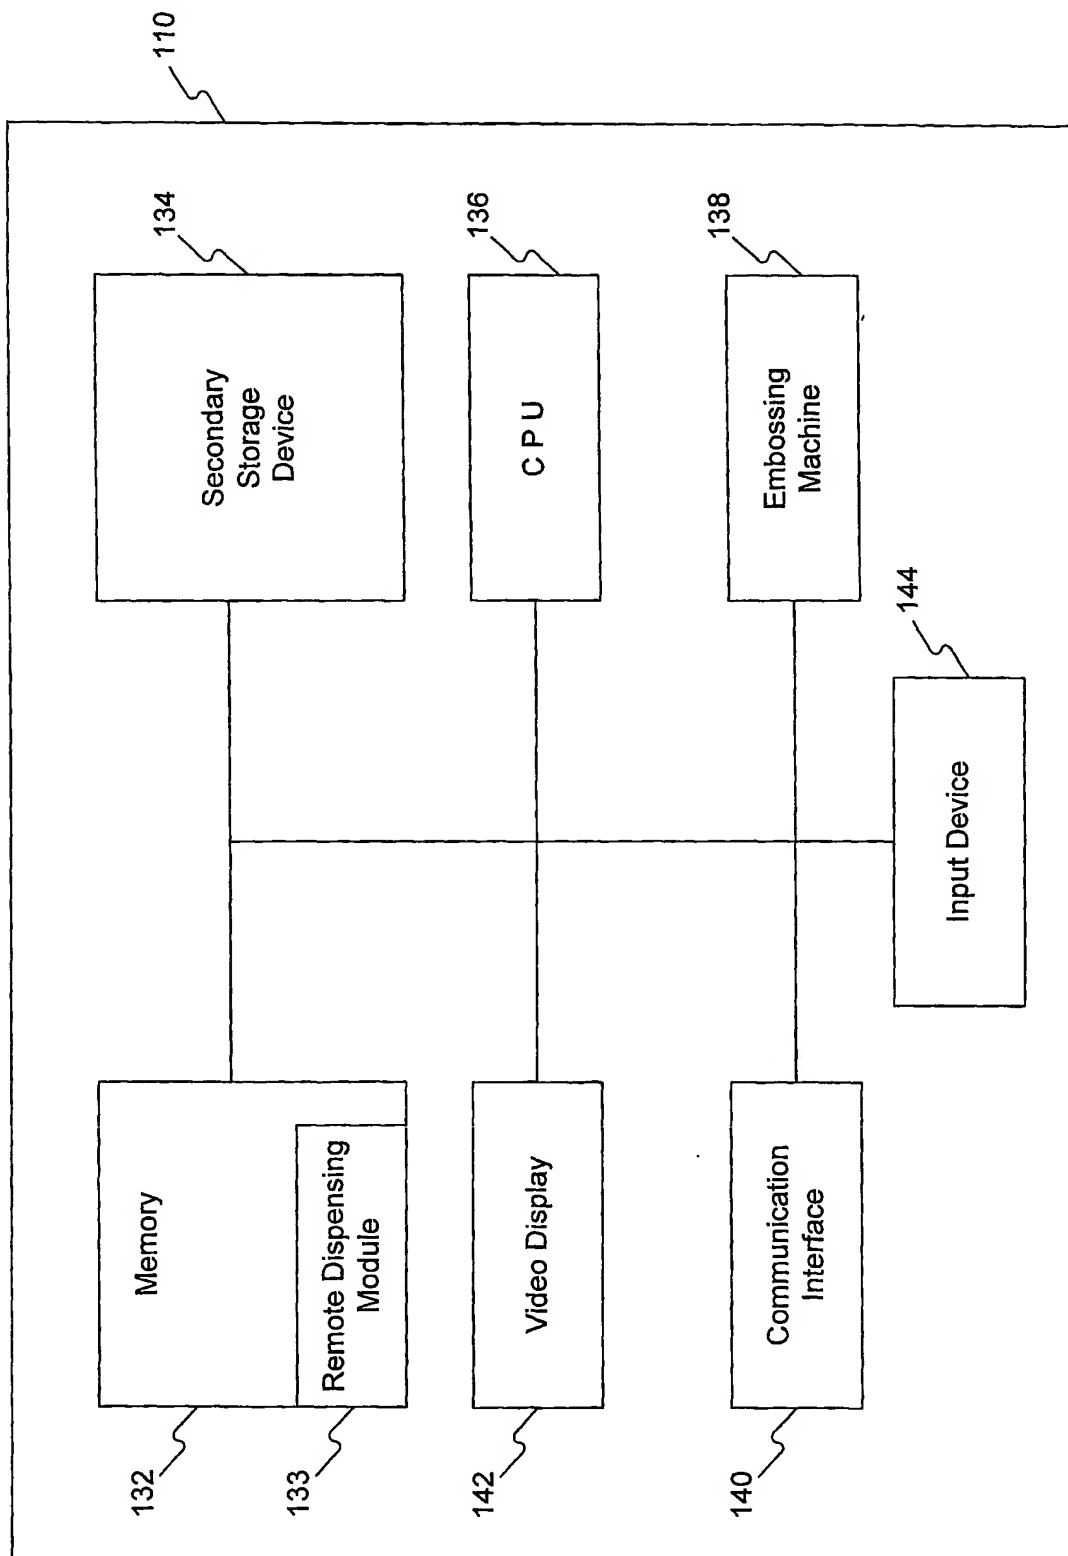 110
132
Memory
133
Remote Dispensing
Module
134
Secondary
Storage
Device
142
Video Display
136
C P U
140
Communication
Interface
138
Embossing
Machine
144
Input Device